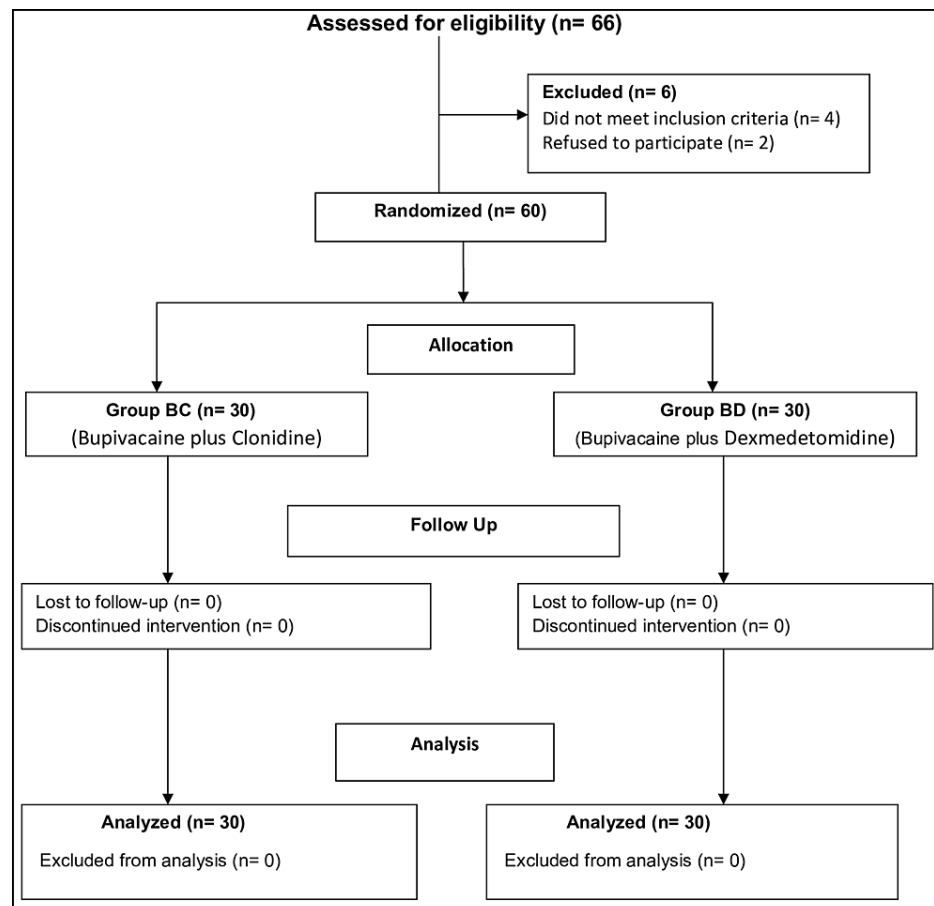 Assessed for eligibility (n= 66)
Excluded (n= 6)
Did not meet inclusion criteria (n= 4)
Refused to participate (n= 2)
Randomized (n= 60)
Allocation
Group BC (n= 30)
(Bupivacaine plus Clonidine)
Group BD (n= 30)
(Bupivacaine plus Dexmedetomidine)
Follow Up
Lost to follow-up (n= 0)
Discontinued intervention (n= 0)
Lost to follow-up (n= 0)
Discontinued intervention (n= 0)
Analysis
Analyzed (n= 30)
Excluded from analysis (n= 0)
Analyzed (n= 30)
Excluded from analysis (n= 0)